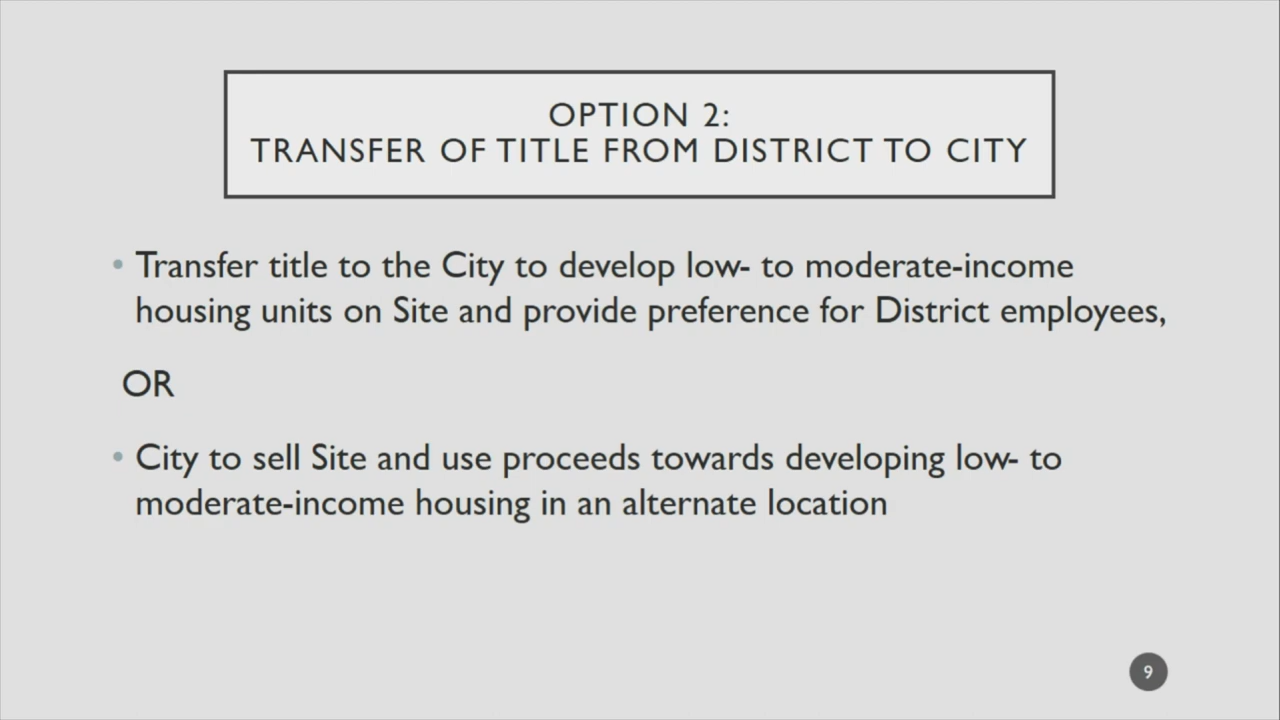 OPTION 2:
TRANSFER OF TITLE FROM DISTRICT TO CITY
• Transfer title to the City to develop low- to moderate-income
housing units on Site and provide preference for District employees,
OR
• City to sell Site and use proceeds towards developing low- to
moderate-income housing in an alternate location
9